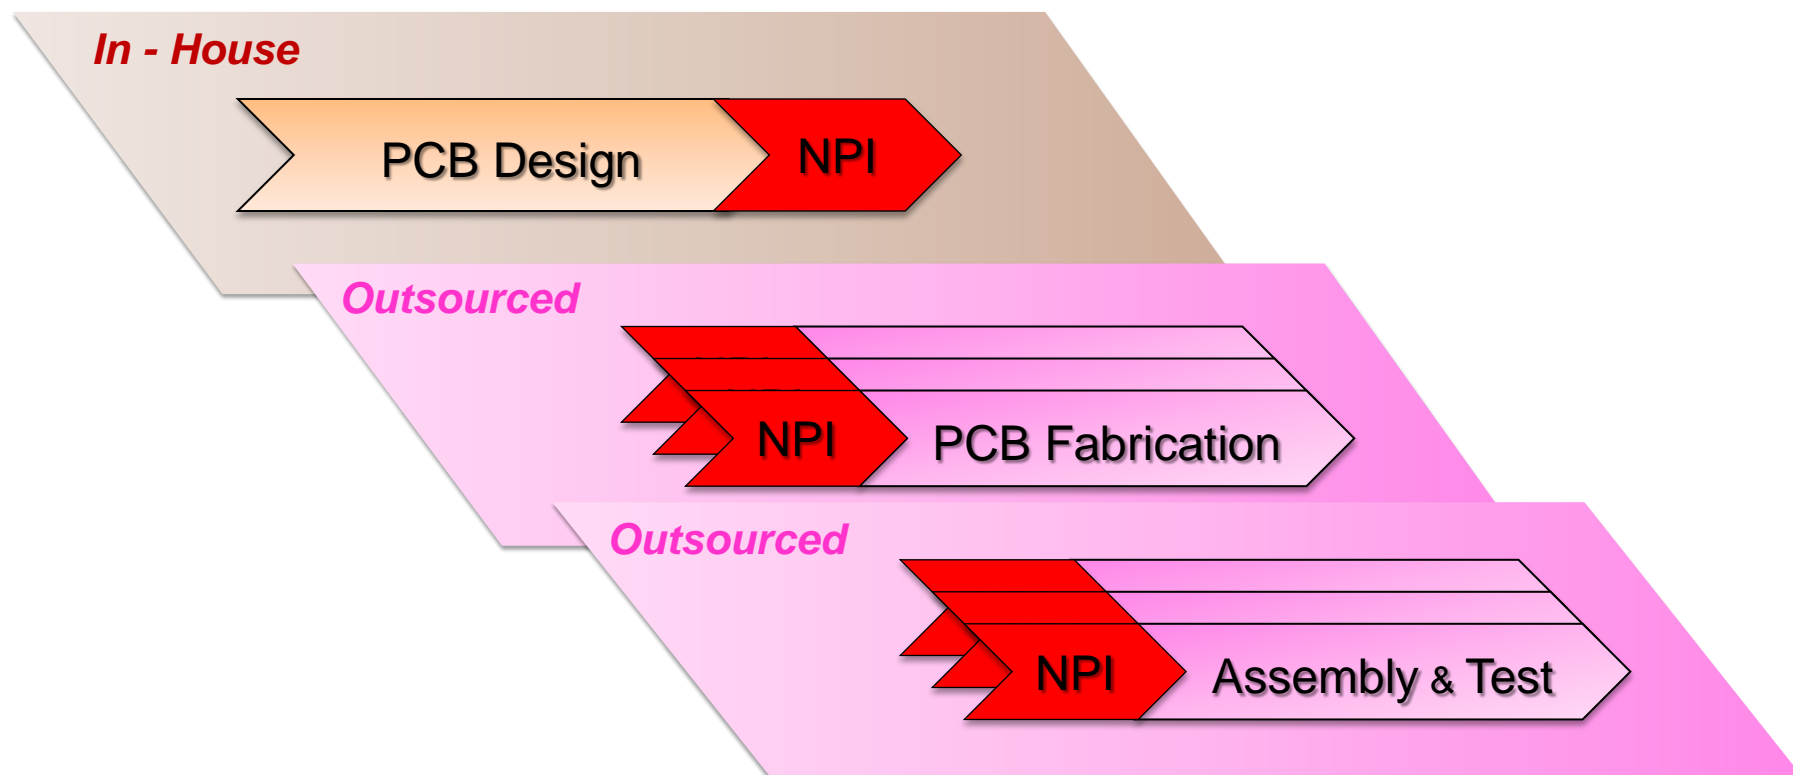 In - House
PCB Design
NPI
Outsourced
NPI
PCB Fabrication
Outsourced
NPI
Assembly & Test